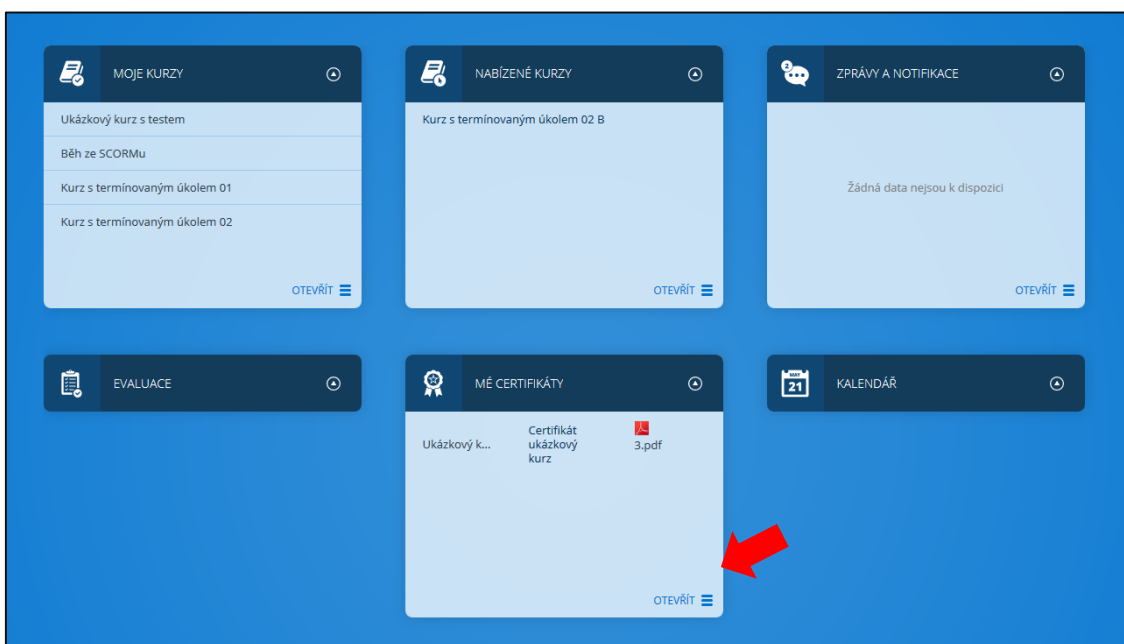 MOJE KURZY
Ukázkový kurz s testem
Běh ze SCORMu
Kurz s termínovaným úkolem 01
Kurz s termínovaným úkolem 02
OTEVŘÍT
NABÍZENÉ KURZY
Kurz s termínovaným úkolem 02 B
OTEVŘÍT
2
ZPRÁVY A NOTIFIKACE
Žádná data nejsou k dispozici
OTEVŘÍT
EVALUACE
MÉ CERTIFIKÁTY
Ukázkový k...
Certifikát
ukázkový
kurz
3.pdf
OTEVŘÍT
MAY
21
KALENDÁŘ